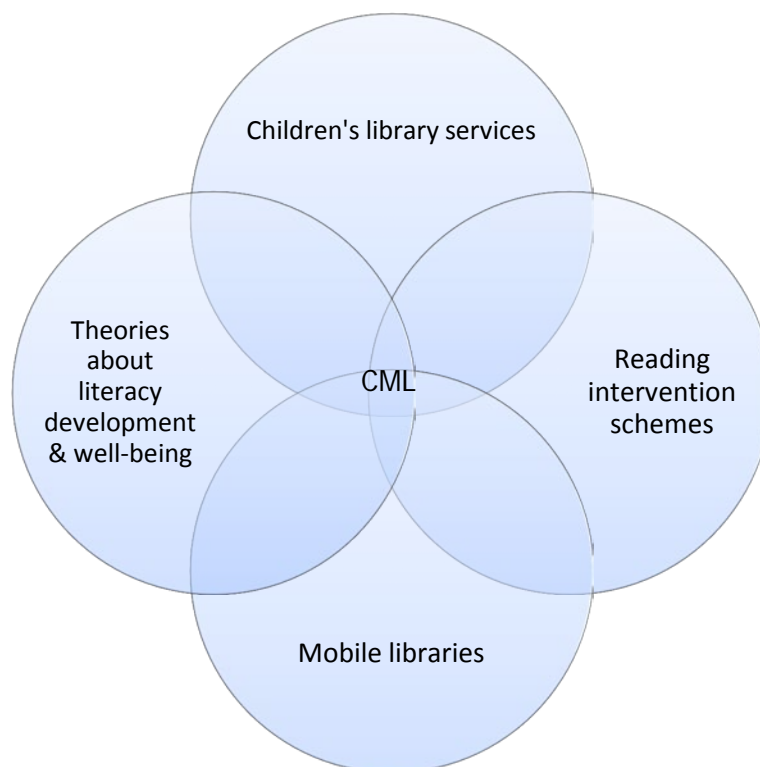 Children's library services
Theories
about
literacy
development
& well-being
CML
Reading
intervention
schemes
Mobile libraries